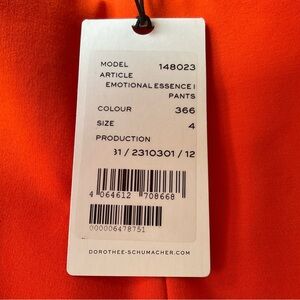 MODEL 148023
ARTICLE
EMOTIONAL ESSENCE I
PANTS
COLOUR 366
SIZE 4
PRODUCTION
31 / 2310301 / 12
4 064612 708668
000006478751
DOROTHEE-SCHUMACHER.COM